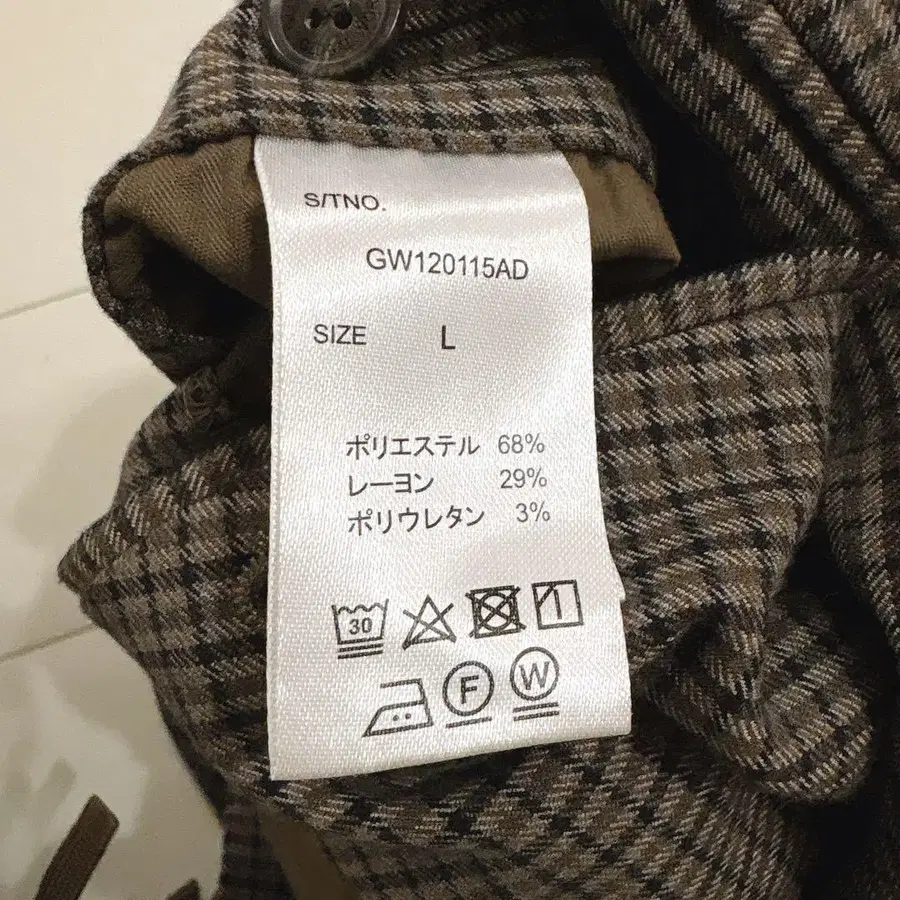 S/TNO.
GW120115AD
SIZE L
ポリエステル 68%
レーヨン 29%
ポリウレタン 3%
30
F W